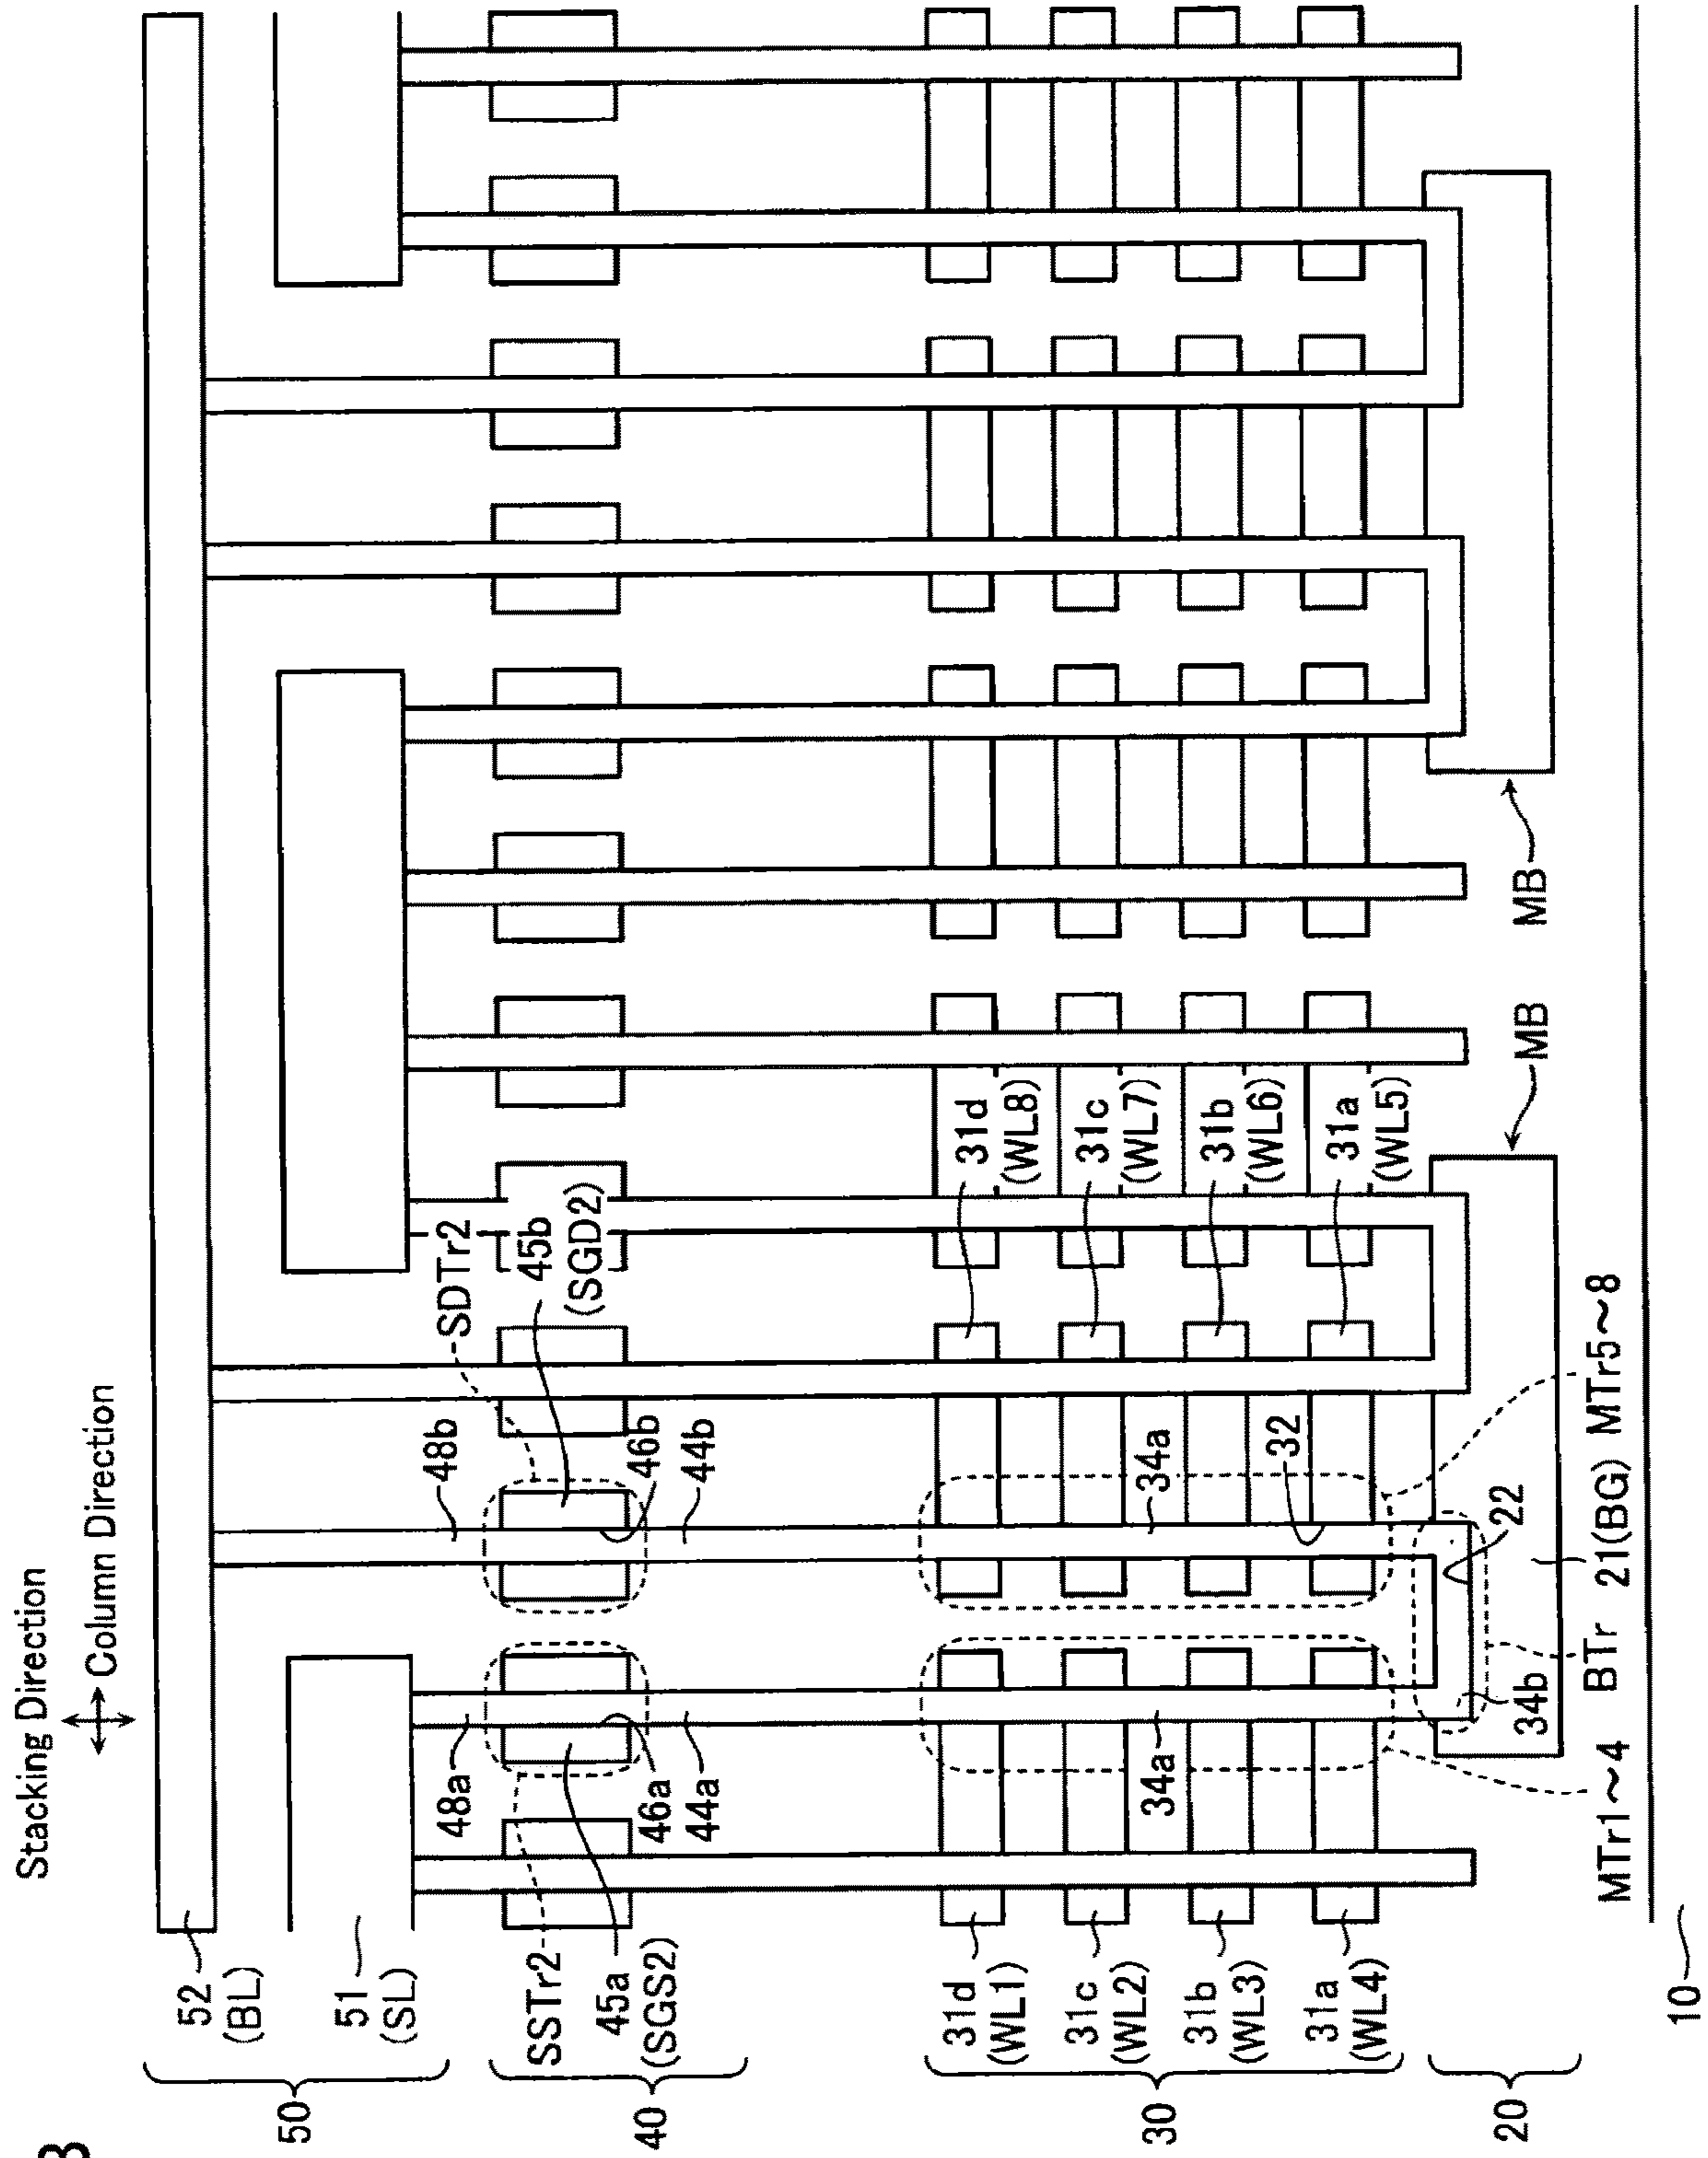 Stacking Direction
Column Direction
52
(BL)
51
(SL)
50
48a
48b
SDTr2
45b
(SGD2)
SSTr2
45a
(SGS2)
46a
44a
46b
44b
40
31d
(WL1)
31c
(WL2)
31b
(WL3)
31a
(WL4)
30
34a
34a
32
31d
(WL8)
31c
(WL7)
31b
(WL6)
31a
(WL5)
MB
MB
20
MTr1~4
34b
BTr
22
21(BG)
MTr5~8
10